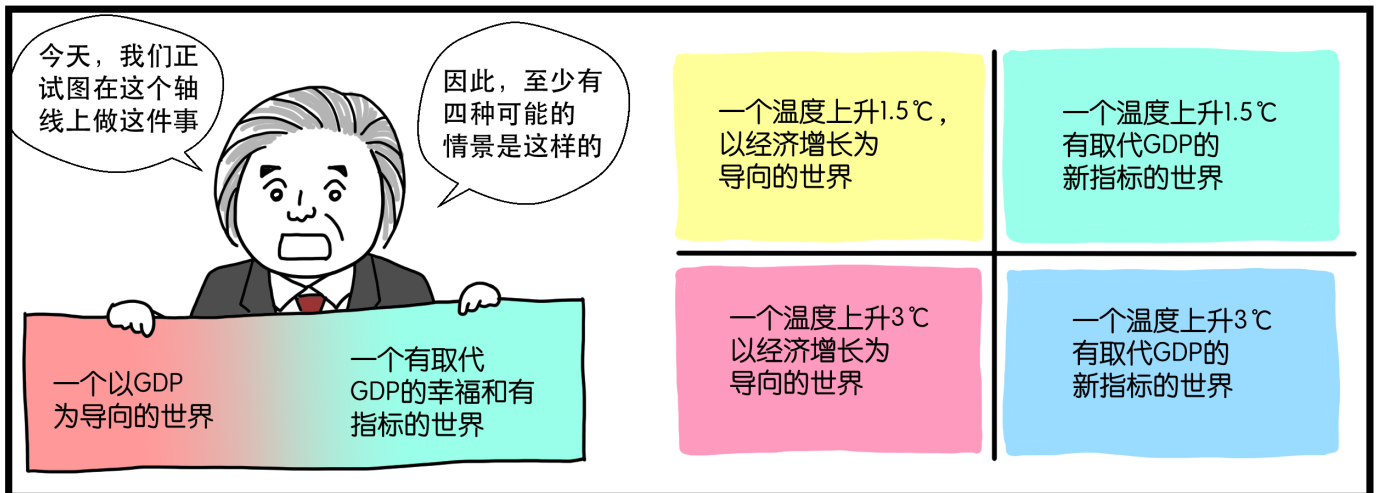 今天，我们正
试图在这个轴
线上做这件事
因此，至少有
四种可能的
情景是这样的
一个以GDP
为导向的世界
一个有取代
GDP的幸福和有
指标的世界
一个温度上升1.5℃，
以经济增长为
导向的世界
一个温度上升1.5℃
有取代GDP的
新指标的世界
一个温度上升3℃
以经济增长为
导向的世界
一个温度上升3℃
有取代GDP的
新指标的世界